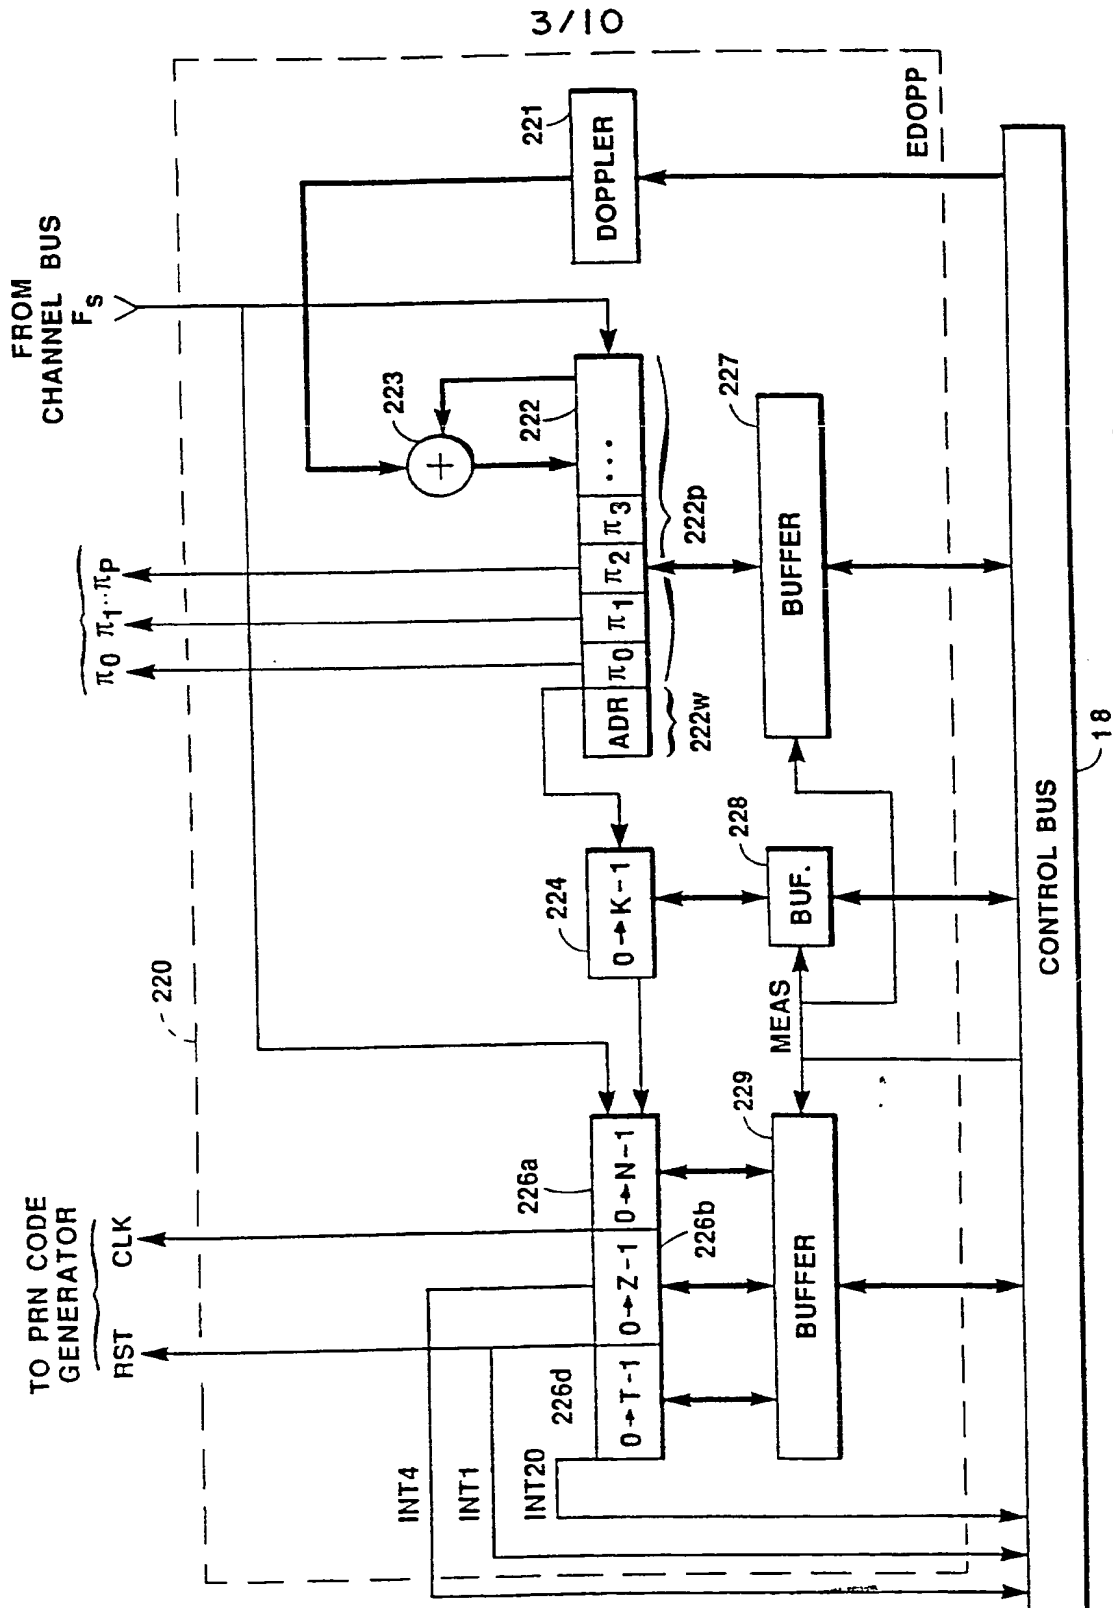 3/10
FROM
CHANNEL BUS
Fs
221
DOPPLER
EDOPP
223
222
π0 π1...πP
ADR π0 π1 π2 π3 ...
222w
222p
227
BUFFER
220
224
0→K-1
228
BUF.
MEAS
TO PRN CODE
GENERATOR
RST CLK
226a
226d
0→T-1 0→Z-1 0→N-1
226b
229
BUFFER
INT4
INT1
INT20
CONTROL BUS
18